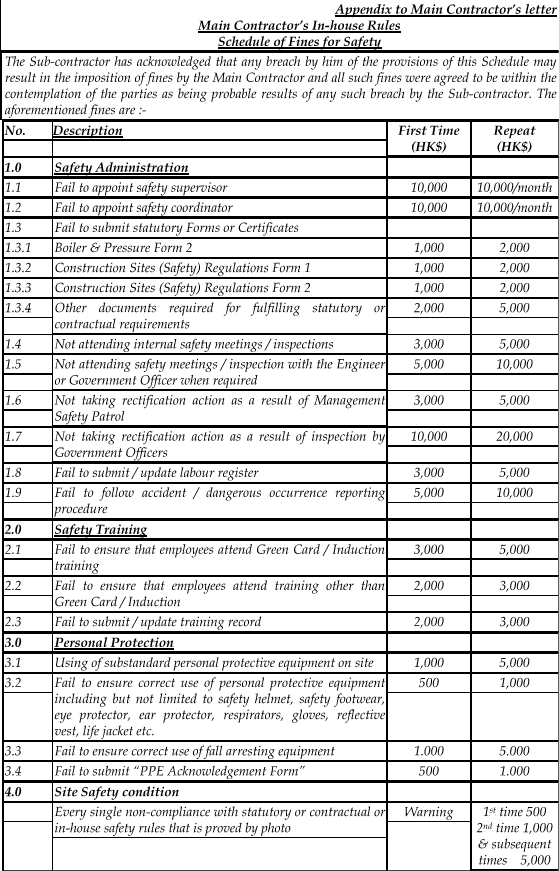 Appendix to Main Contractor's letter
Main Contractor's In-house Rules
Schedule of Fines for Safety
The Sub-contractor has acknowledged that any breach by him of the provisions of this Schedule may
result in the imposition of fines by the Main Contractor and all such fines were agreed to be within the
contemplation of the parties as being probable results of any such breach by the Sub-contractor. The
aforementioned fines are :-
No. Description First Time Repeat
(HK$) (HK$)
1.0 Safety Administration
1.1 Fail to appoint safety supervisor 10,000 10,000/month
1.2 Fail to appoint safety coordinator 10,000 10,000/month
1.3 Fail to submit statutory Forms or Certificates
1.3.1 Boiler & Pressure Form 2 1,000 2,000
1.3.2 Construction Sites (Safety) Regulations Form 1 1,000 2,000
1.3.3 Construction Sites (Safety) Regulations Form 2 1,000 2,000
1.3.4 Other documents required for fulfilling statutory or 2,000 5,000
contractual requirements
1.4 Not attending internal safety meetings / inspections 3,000 5,000
1.5 Not attending safety meetings / inspection with the Engineer 5,000 10,000
or Government Officer when required
1.6 Not taking rectification action as a result of Management 3,000 5,000
Safety Patrol
1.7 Not taking rectification action as a result of inspection by 10,000 20,000
Government Officers
1.8 Fail to submit / update labour register 3,000 5,000
1.9 Fail to follow accident / dangerous occurrence reporting 5,000 10,000
procedure
2.0 Safety Training
2.1 Fail to ensure that employees attend Green Card / Induction 3,000 5,000
training
2.2 Fail to ensure that employees attend training other than 2,000 3,000
Green Card / Induction
2.3 Fail to submit / update training record 2,000 3,000
3.0 Personal Protection
3.1 Using of substandard personal protective equipment on site 1,000 5,000
3.2 Fail to ensure correct use of personal protective equipment 500 1,000
including but not limited to safety helmet, safety footwear,
eye protector, ear protector, respirators, gloves, reflective
vest, life jacket etc.
3.3 Fail to ensure correct use of fall arresting equipment 1.000 5.000
3.4 Fail to submit "PPE Acknowledgement Form" 500 1.000
4.0 Site Safety condition
Every single non-compliance with statutory or contractual or Warning 1st time 500
in-house safety rules that is proved by photo 2nd time 1,000
& subsequent
times 5,000